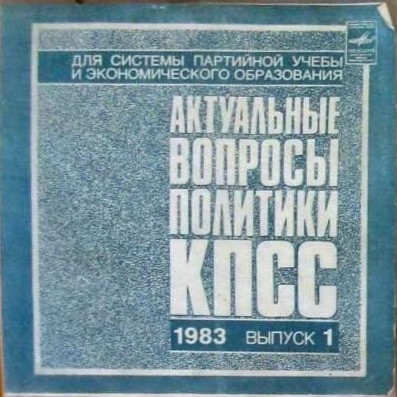 ДЛЯ СИСТЕМЫ ПАРТИЙНОЙ УЧЕБЫ
И ЭКОНОМИЧЕСКОГО ОБРАЗОВАНИЯ
АКТУАЛЬНЫЕ
ВОПРОСЫ
ПОЛИТИКИ
КПСС
1983 ВЫПУСК 1